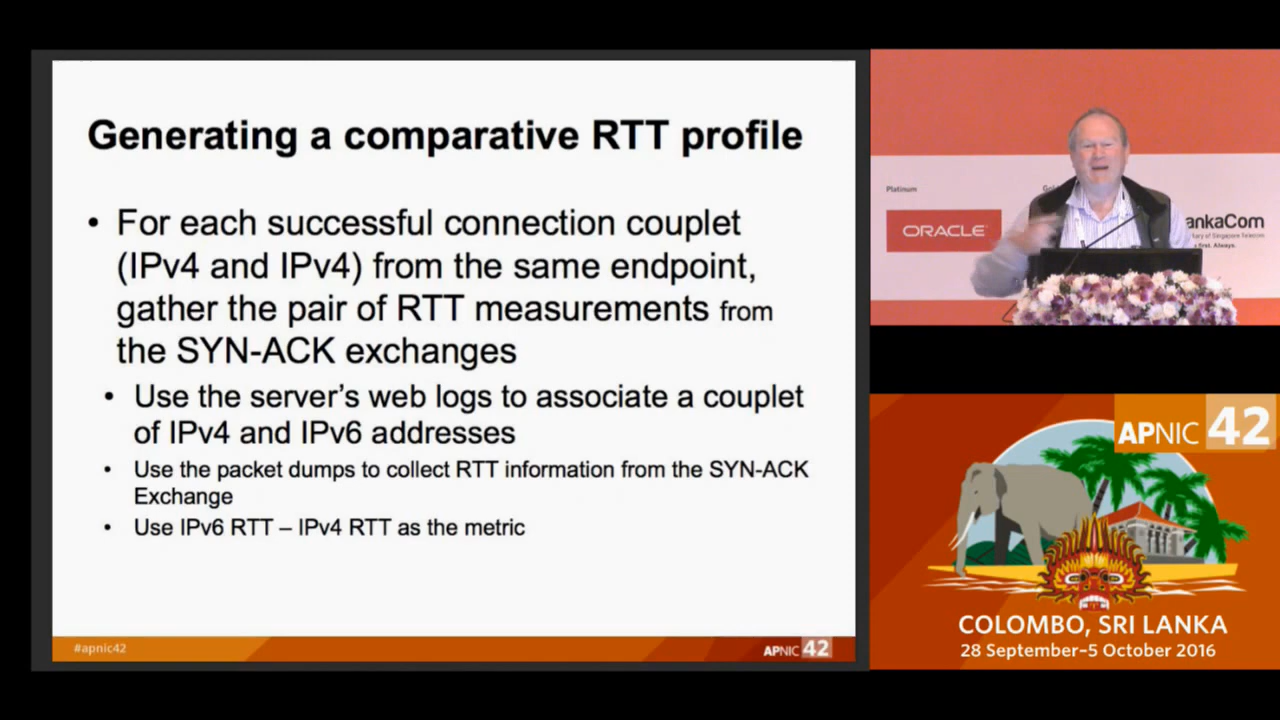 Generating a comparative RTT profile
• For each successful connection couplet
(IPv4 and IPv4) from the same endpoint,
gather the pair of RTT measurements from
the SYN-ACK exchanges
• Use the server's web logs to associate a couplet
of IPv4 and IPv6 addresses
• Use the packet dumps to collect RTT information from the SYN-ACK
Exchange
• Use IPv6 RTT – IPv4 RTT as the metric
#apnic42
APNIC 42
Platinum
ORACLE
ankaCom
APNIC 42
COLOMBO, SRI LANKA
28 September–5 October 2016